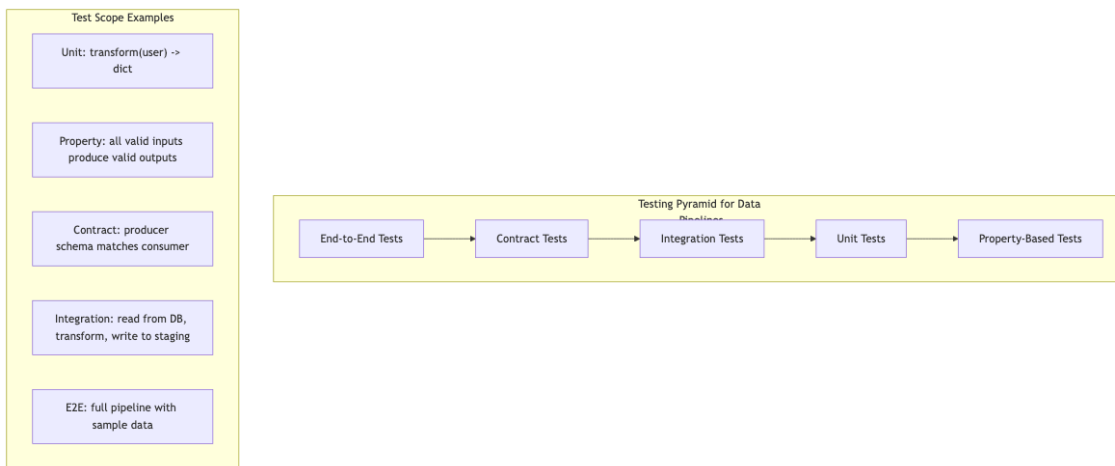 Test Scope Examples
Unit: transform(user) ->
dict
Property: all valid inputs
produce valid outputs
Contract: producer
schema matches consumer
Integration: read from DB,
transform, write to staging
E2E: full pipeline with
sample data
Testing Pyramid for Data
Pipelines
End-to-End Tests
Contract Tests
Integration Tests
Unit Tests
Property-Based Tests